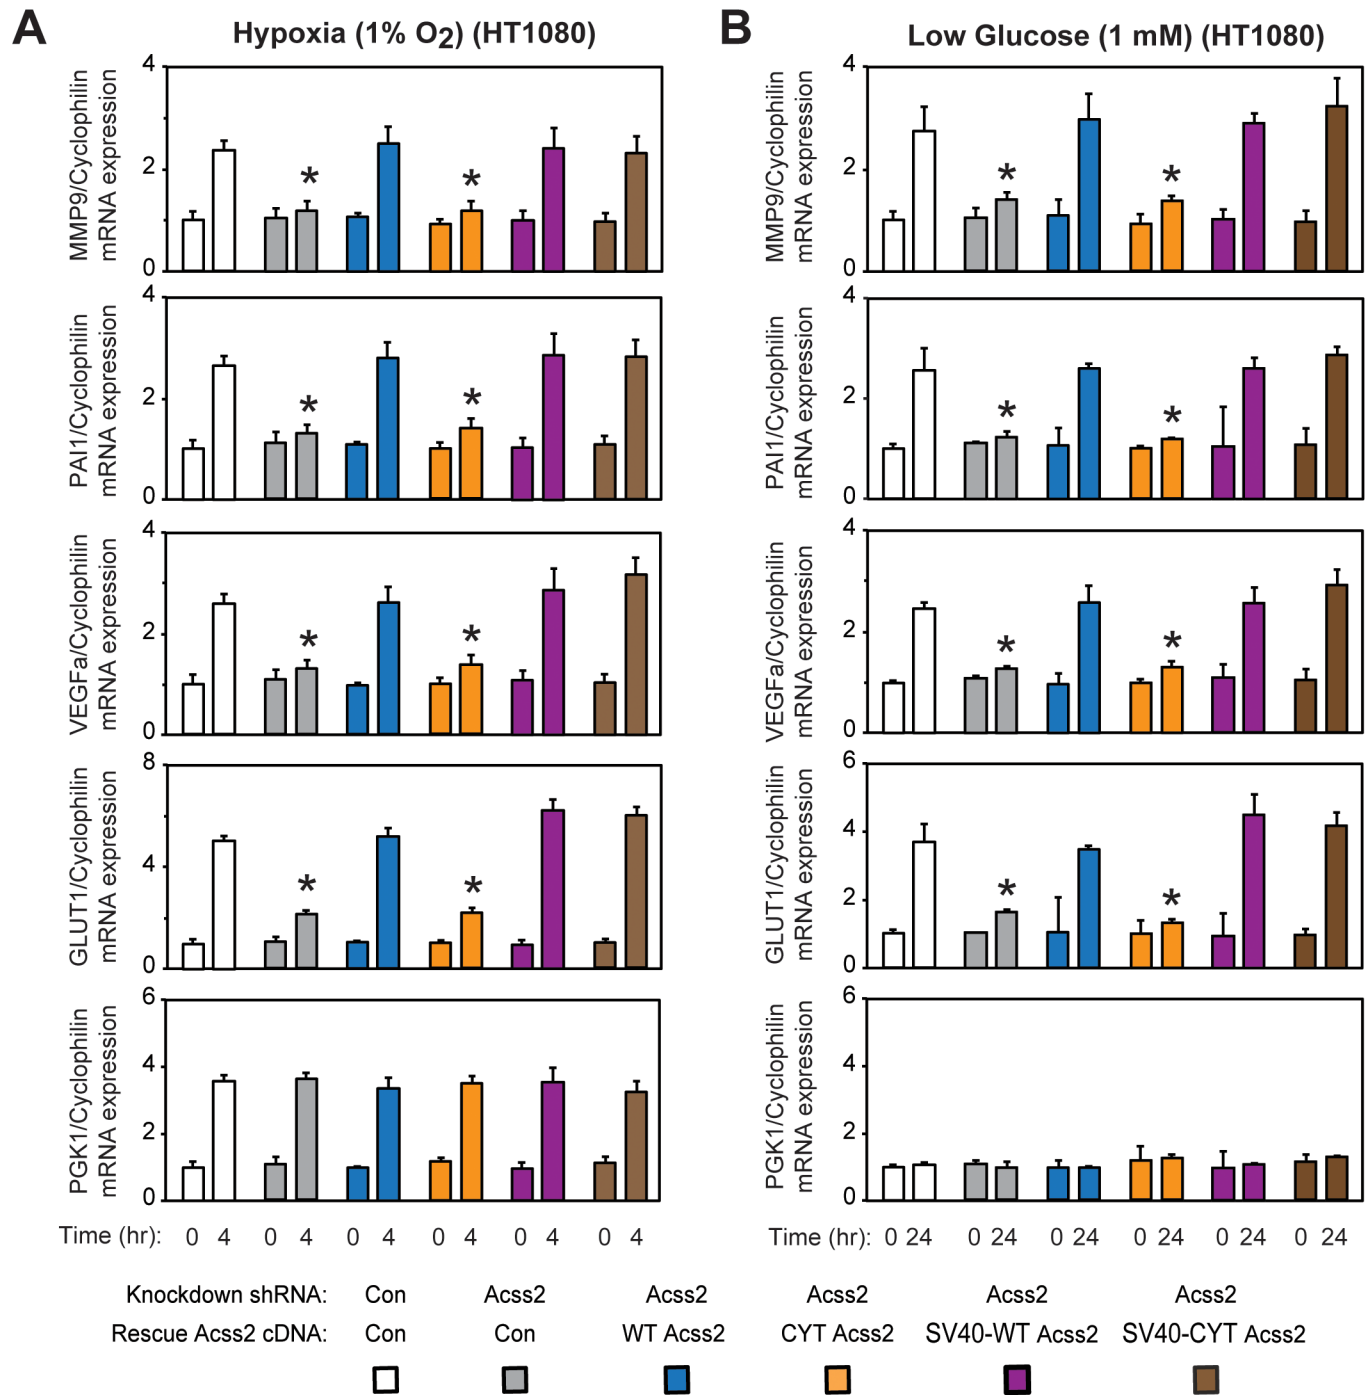 A
Hypoxia (1% O2) (HT1080)
MMP9/Cyclophilin
mRNA expression
4
2
0
*
*
PAI1/Cyclophilin
mRNA expression
4
2
0
*
*
VEGFa/Cyclophilin
mRNA expression
4
2
0
*
*
GLUT1/Cyclophilin
mRNA expression
8
4
0
*
*
PGK1/Cyclophilin
mRNA expression
6
4
2
0
Time (hr): 0 4 0 4 0 4 0 4 0 4 0 4
B
Low Glucose (1 mM) (HT1080)
MMP9/Cyclophilin
mRNA expression
4
2
0
*
*
PAI1/Cyclophilin
mRNA expression
4
2
0
*
*
VEGFa/Cyclophilin
mRNA expression
4
2
0
*
*
GLUT1/Cyclophilin
mRNA expression
6
4
2
0
*
*
PGK1/Cyclophilin
mRNA expression
6
4
2
0
Time (hr): 0 24 0 24 0 24 0 24 0 24 0 24
Knockdown shRNA: Con Acss2 Acss2 Acss2 Acss2 Acss2
Rescue Acss2 cDNA: Con Con WT Acss2 CYT Acss2 SV40-WT Acss2 SV40-CYT Acss2